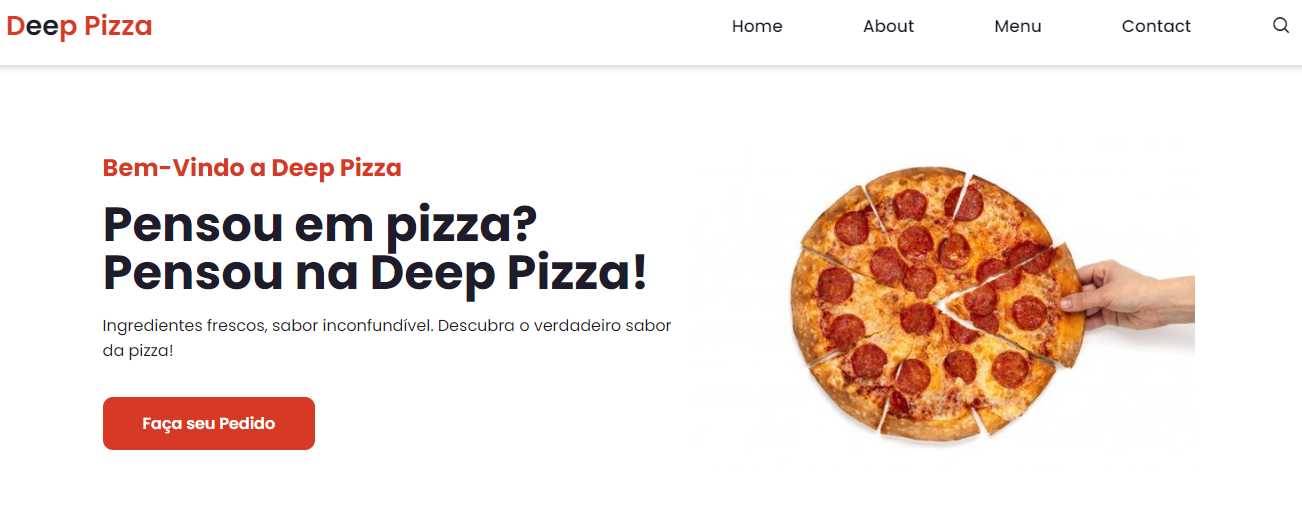 Deep Pizza
Home
About
Menu
Contact
Bem-Vindo a Deep Pizza
Pensou em pizza?
Pensou na Deep Pizza!
Ingredientes frescos, sabor inconfundível. Descubra o verdadeiro sabor
da pizza!
Faça seu Pedido